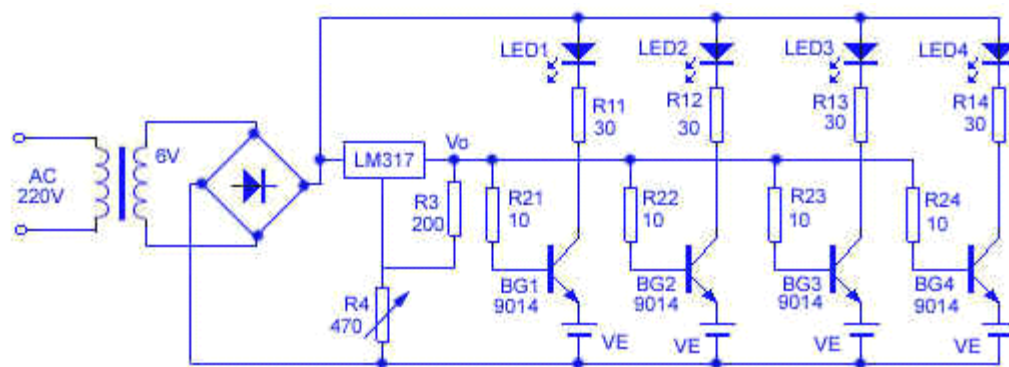 LED1
LED2
LED3
LED4
R11
30
R12
30
R13
30
R14
30
AC
220V
6V
LM317
Vo
R3
200
R21
10
R22
10
R23
10
R24
10
R4
470
BG1
9014
BG2
9014
BG3
9014
BG4
9014
VE
VE
VE
VE